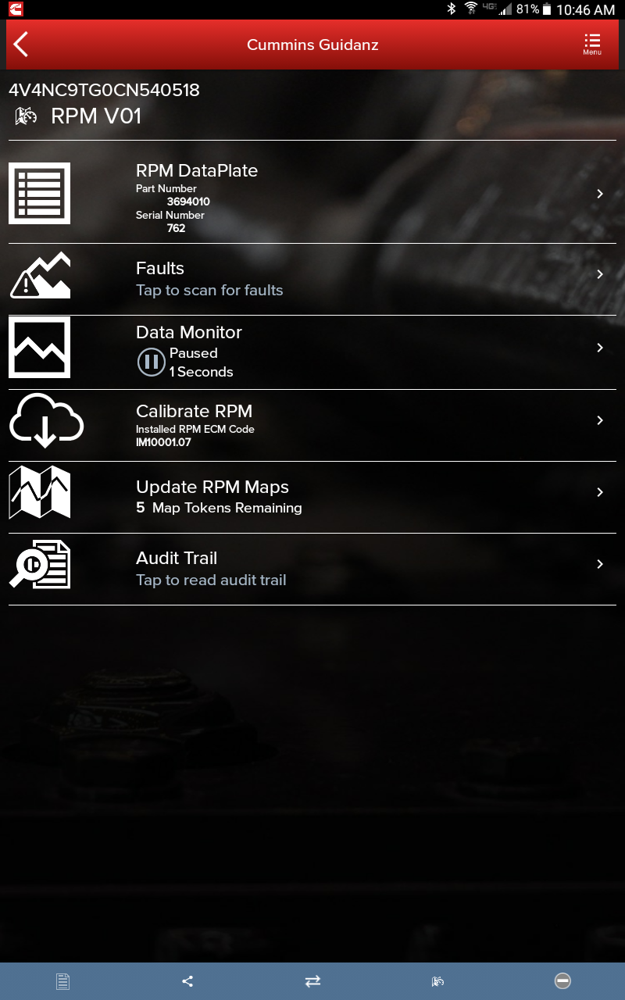 4G 81% 10:46 AM
Cummins Guidanz
Menu
4V4NC9TG0CN540518
RPM V01
RPM DataPlate
Part Number
3694010
Serial Number
762
Faults
Tap to scan for faults
Data Monitor
Paused
1 Seconds
Calibrate RPM
Installed RPM ECM Code
IM10001.07
Update RPM Maps
5 Map Tokens Remaining
Audit Trail
Tap to read audit trail